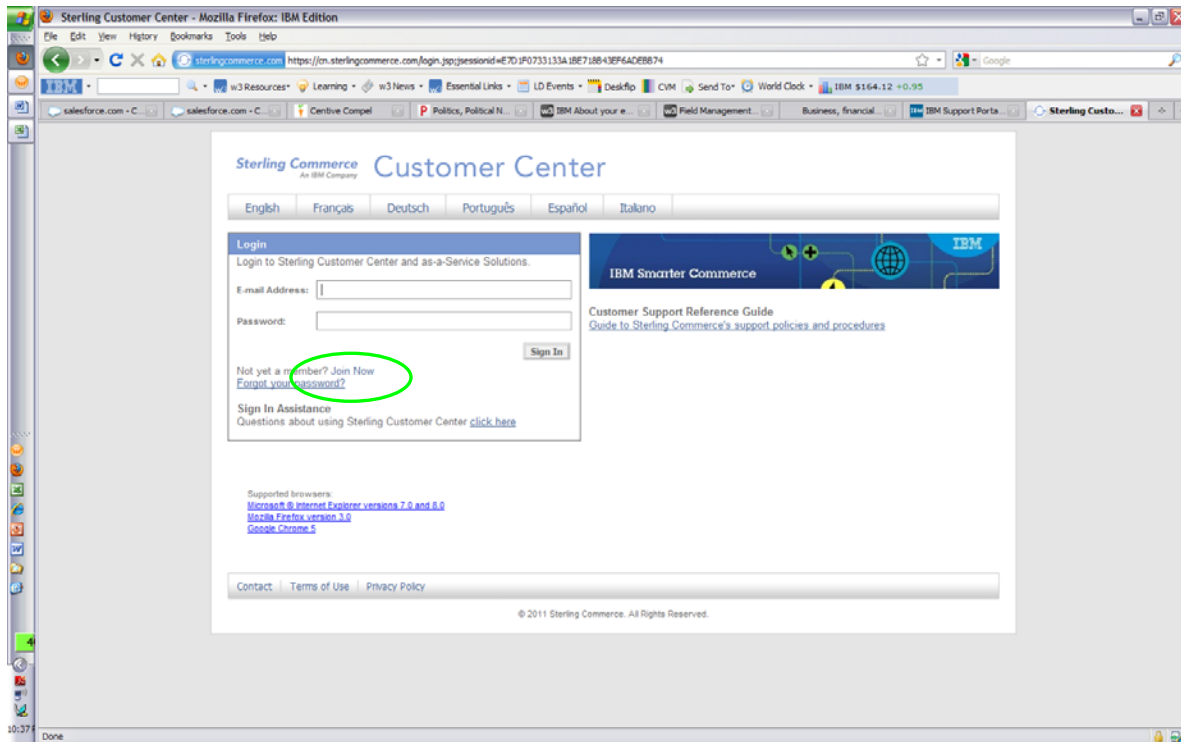 Sterling Customer Center - Mozilla Firefox: IBM Edition
File Edit View History Bookmarks Tools Help
sterlingcommerce.com https://cn.sterlingcommerce.com/login.jsp;jsessionid=E7D1F0733133A1BE718B43EF6ADEBB74
Google
IBM w3 Resources* Learning w3 News Essential Links LD Events Deskflip CVM Send To* World Clock IBM $164.12 +0.95
salesforce.com - C... salesforce.com - C... Centive Compel Politics, Political N... IBM About your e... Field Management... Business, financial... IBM Support Porta... Sterling Custo...
Sterling Commerce
An IBM Company
Customer Center
English Français Deutsch Português Español Italiano
Login
Login to Sterling Customer Center and as-a-Service Solutions.
E-mail Address:
Password:
Sign In
Not yet a member? Join Now
Forgot your password?
Sign In Assistance
Questions about using Sterling Customer Center click here
IBM
IBM Smarter Commerce
Customer Support Reference Guide
Guide to Sterling Commerce's support policies and procedures
Supported browsers:
Microsoft ® Internet Explorer versions 7.0 and 8.0
Mozilla Firefox version 3.0
Google Chrome 5
Contact Terms of Use Privacy Policy
© 2011 Sterling Commerce. All Rights Reserved.
10:37
Done